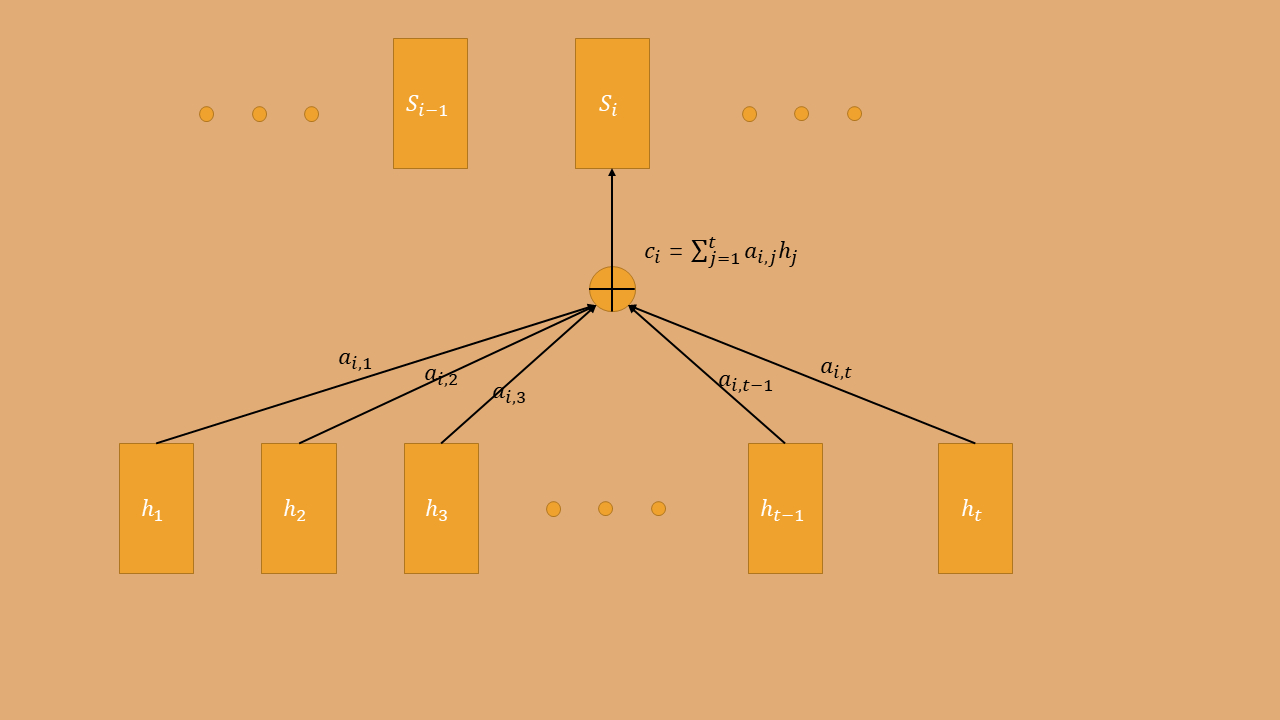 S_{i−1}
S_i
c_i = ∑_{j=1}^{t} a_{i,j} h_j
a_{i,1}
a_{i,2}
a_{i,3}
a_{i,t−1}
a_{i,t}
h_1
h_2
h_3
h_{t−1}
h_t